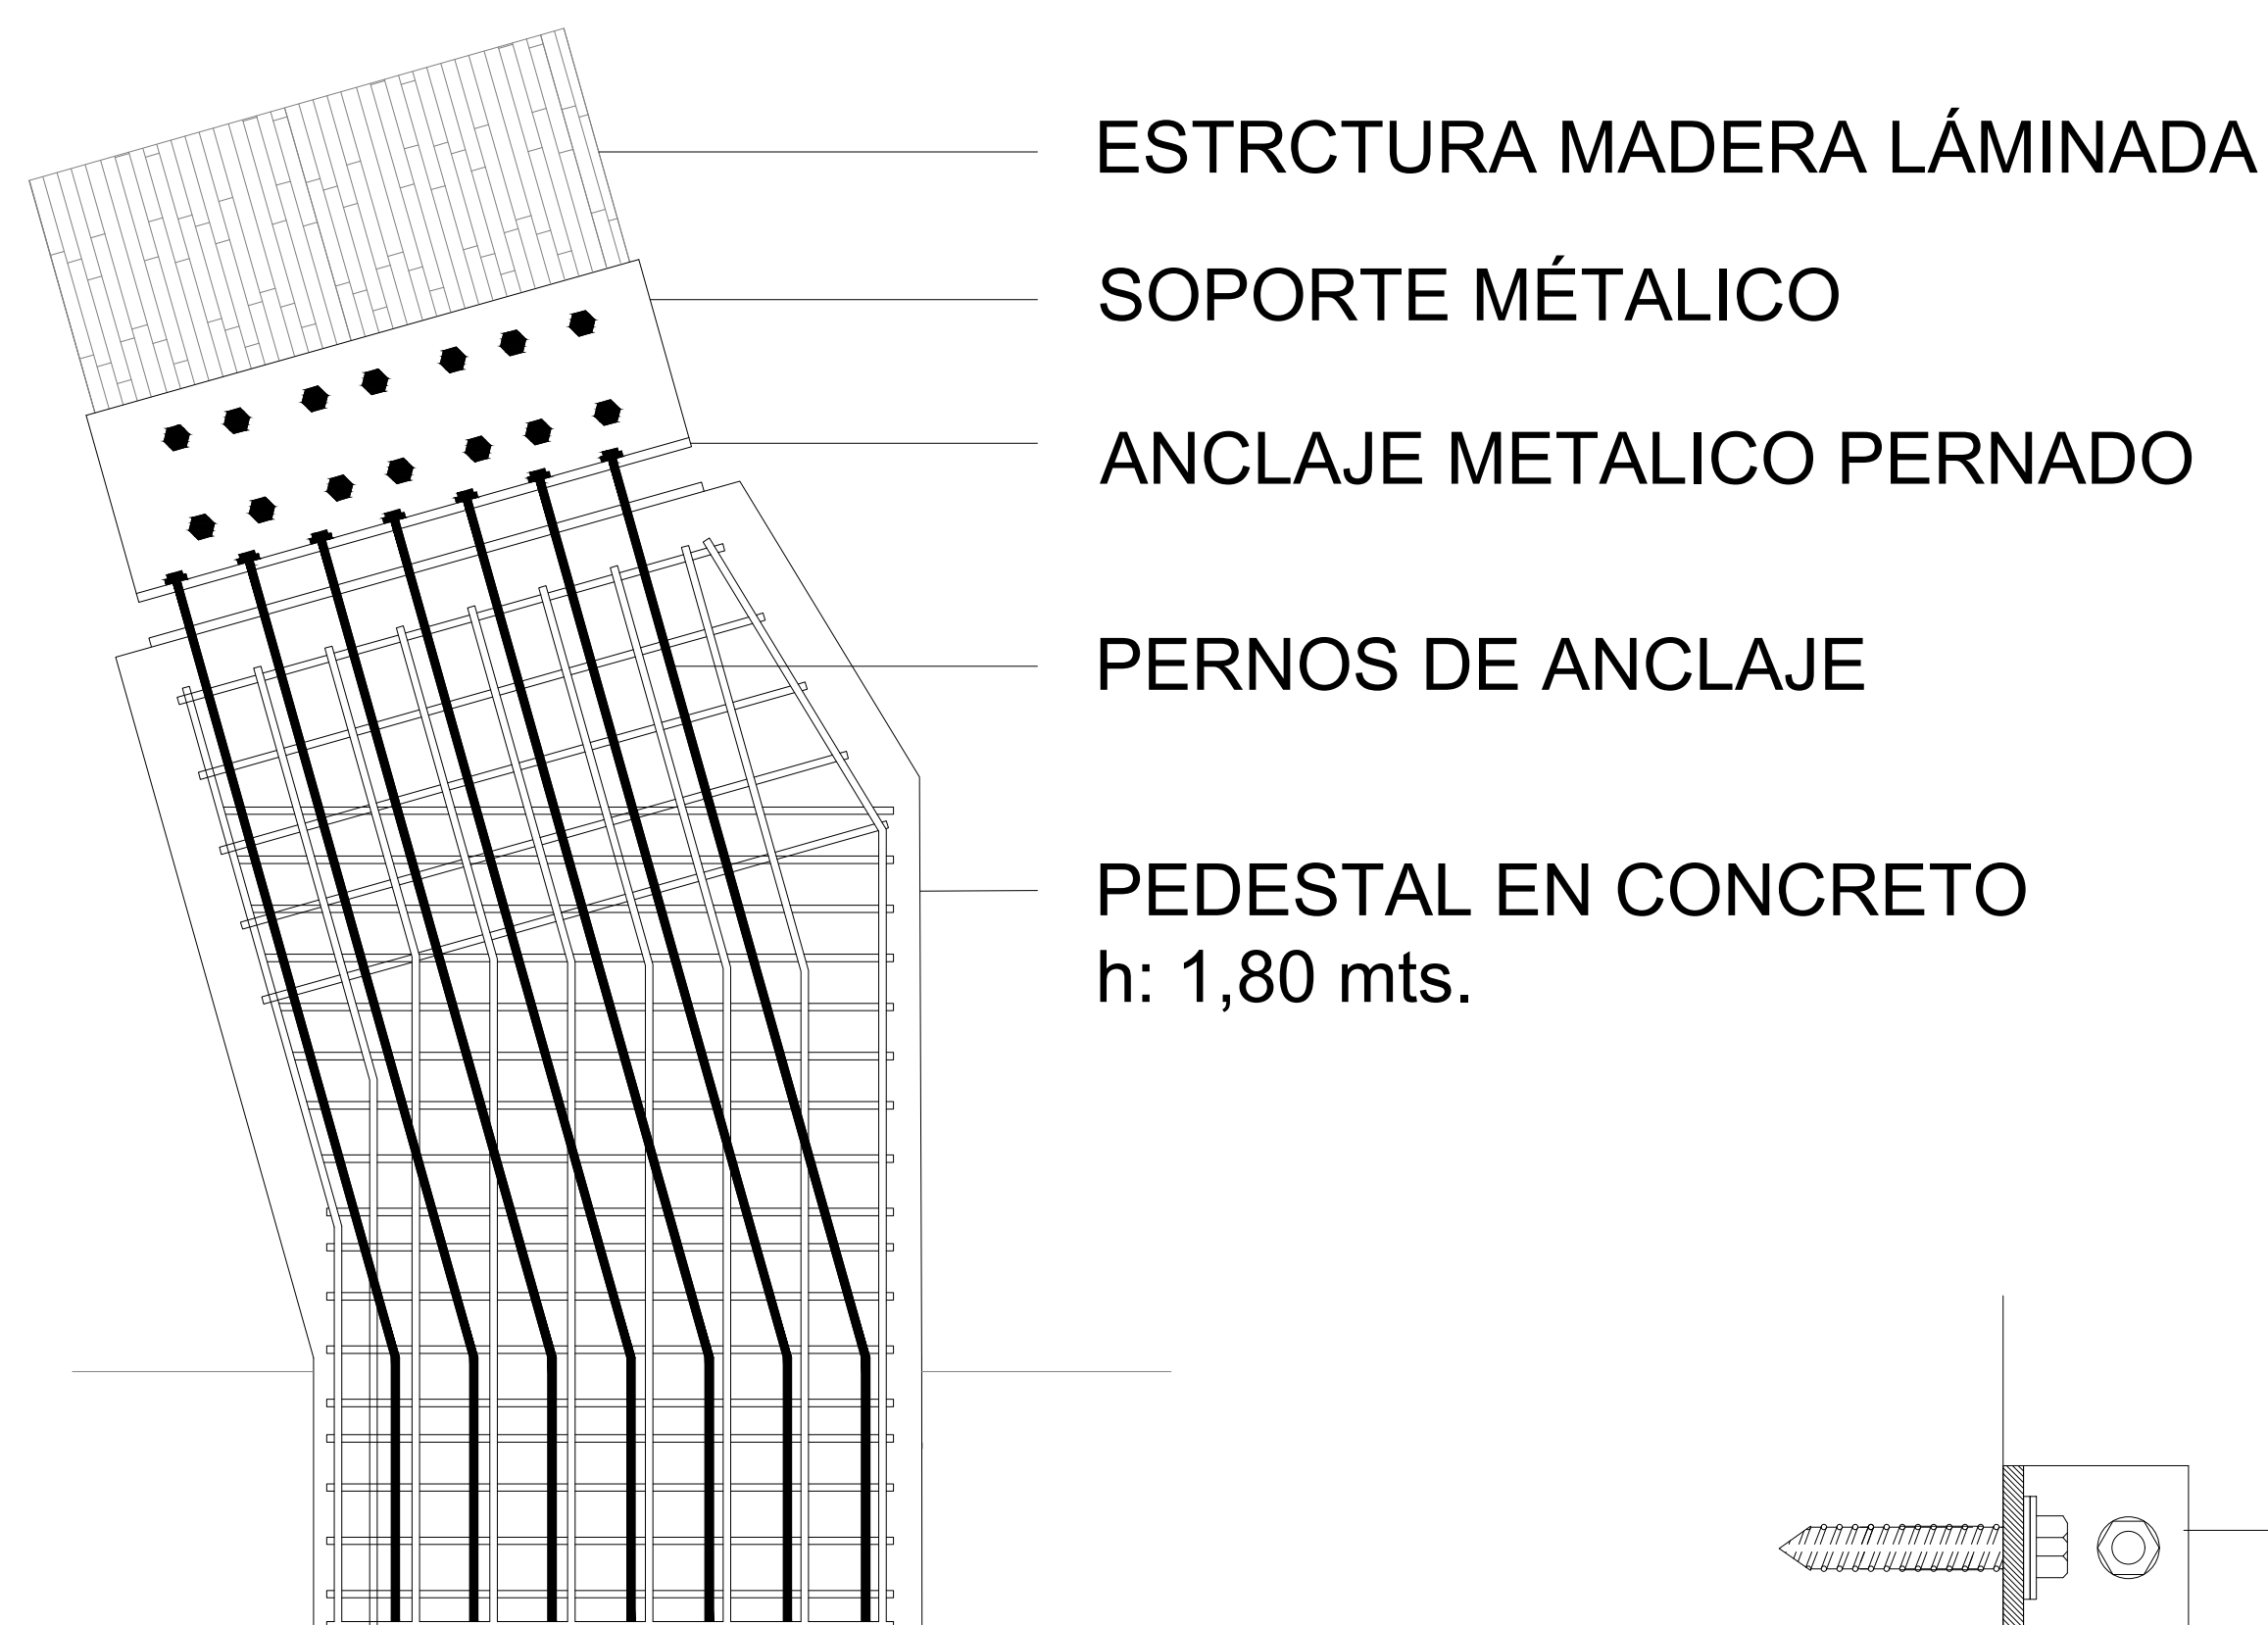 ESTRCTURA MADERA LÁMINADA
SOPORTE MÉTALICO
ANCLAJE METALICO PERNADO
PERNOS DE ANCLAJE
PEDESTAL EN CONCRETO
h: 1,80 mts.